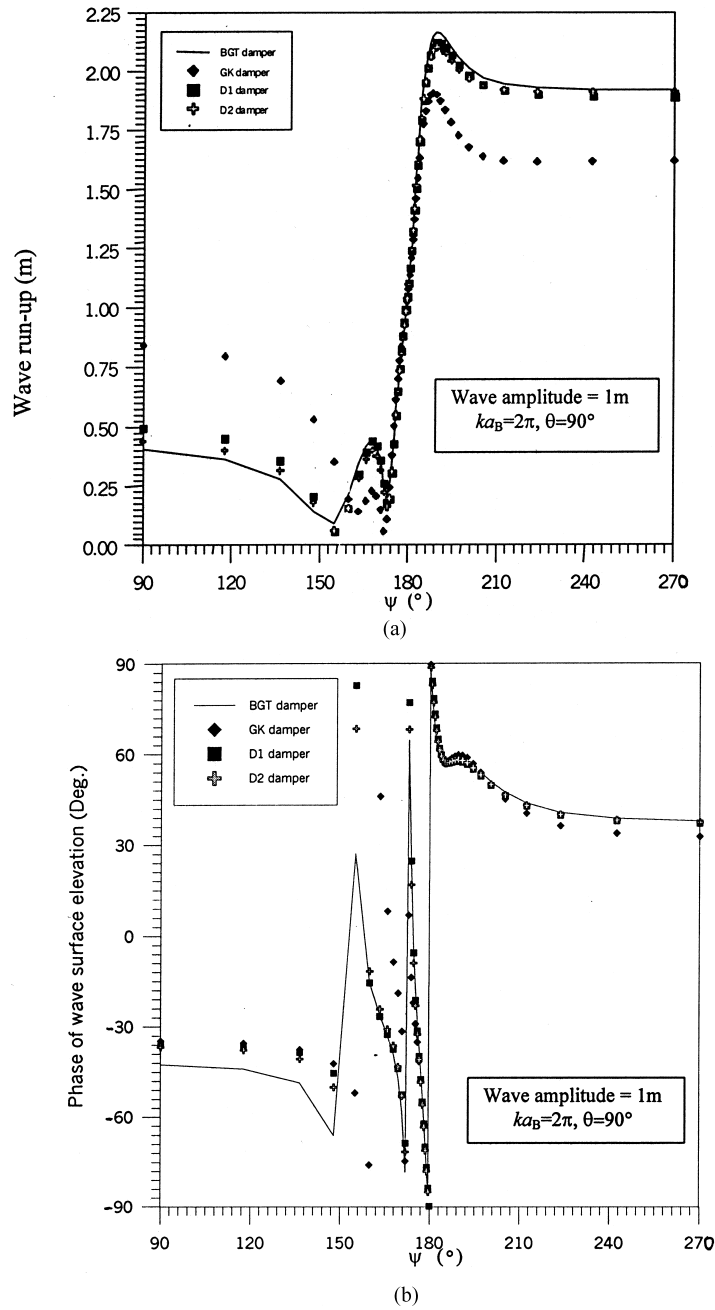 2.25
BGT damper
GK damper
D1 damper
D2 damper
2.00
1.75
1.50
1.25
1.00
0.75
0.50
0.25
0.00
Wave run-up (m)
Wave amplitude = 1m
kaB=2π, θ=90°
90 120 150 180 210 240 270
ψ (°)
(a)
90
BGT damper
GK damper
D1 damper
D2 damper
60
30
0
-30
-60
-90
Phase of wave surface elevation (Deg.)
Wave amplitude = 1m
kaB=2π, θ=90°
90 120 150 180 210 240 270
ψ (°)
(b)